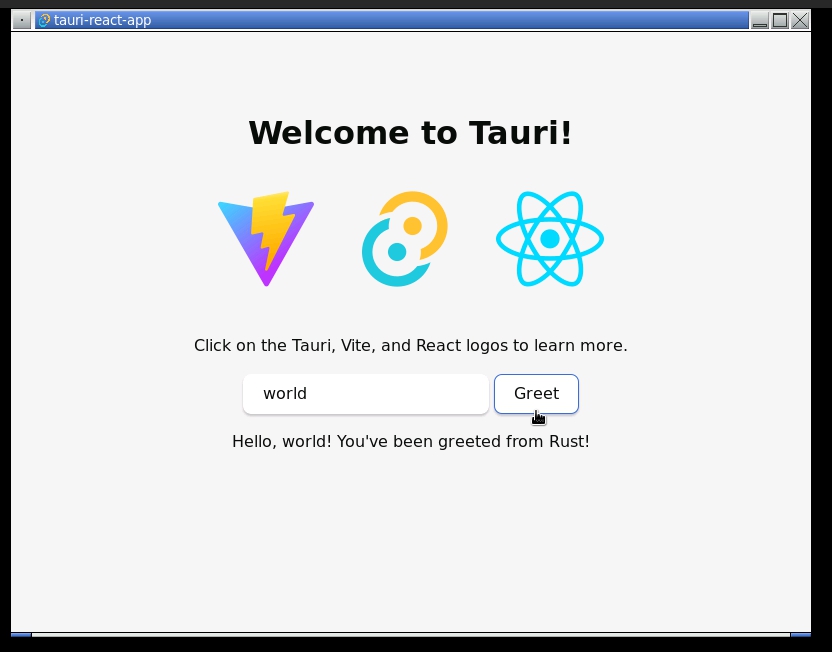 tauri-react-app
Welcome to Tauri!
Click on the Tauri, Vite, and React logos to learn more.
world
Greet
Hello, world! You've been greeted from Rust!